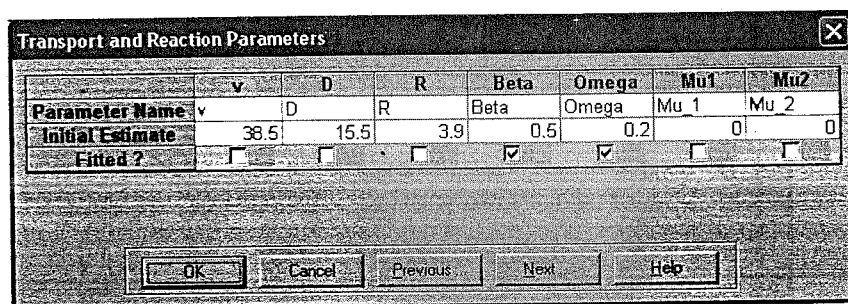 Transport and Reaction Parameters
v D R Beta Omega Mu1 Mu2
Parameter Name v D R Beta Omega Mu_1 Mu_2
Initial Estimate 38.5 15.5 3.9 0.5 0.2 0 0
Fitted ?
OK Cancel Previous... Next... Help